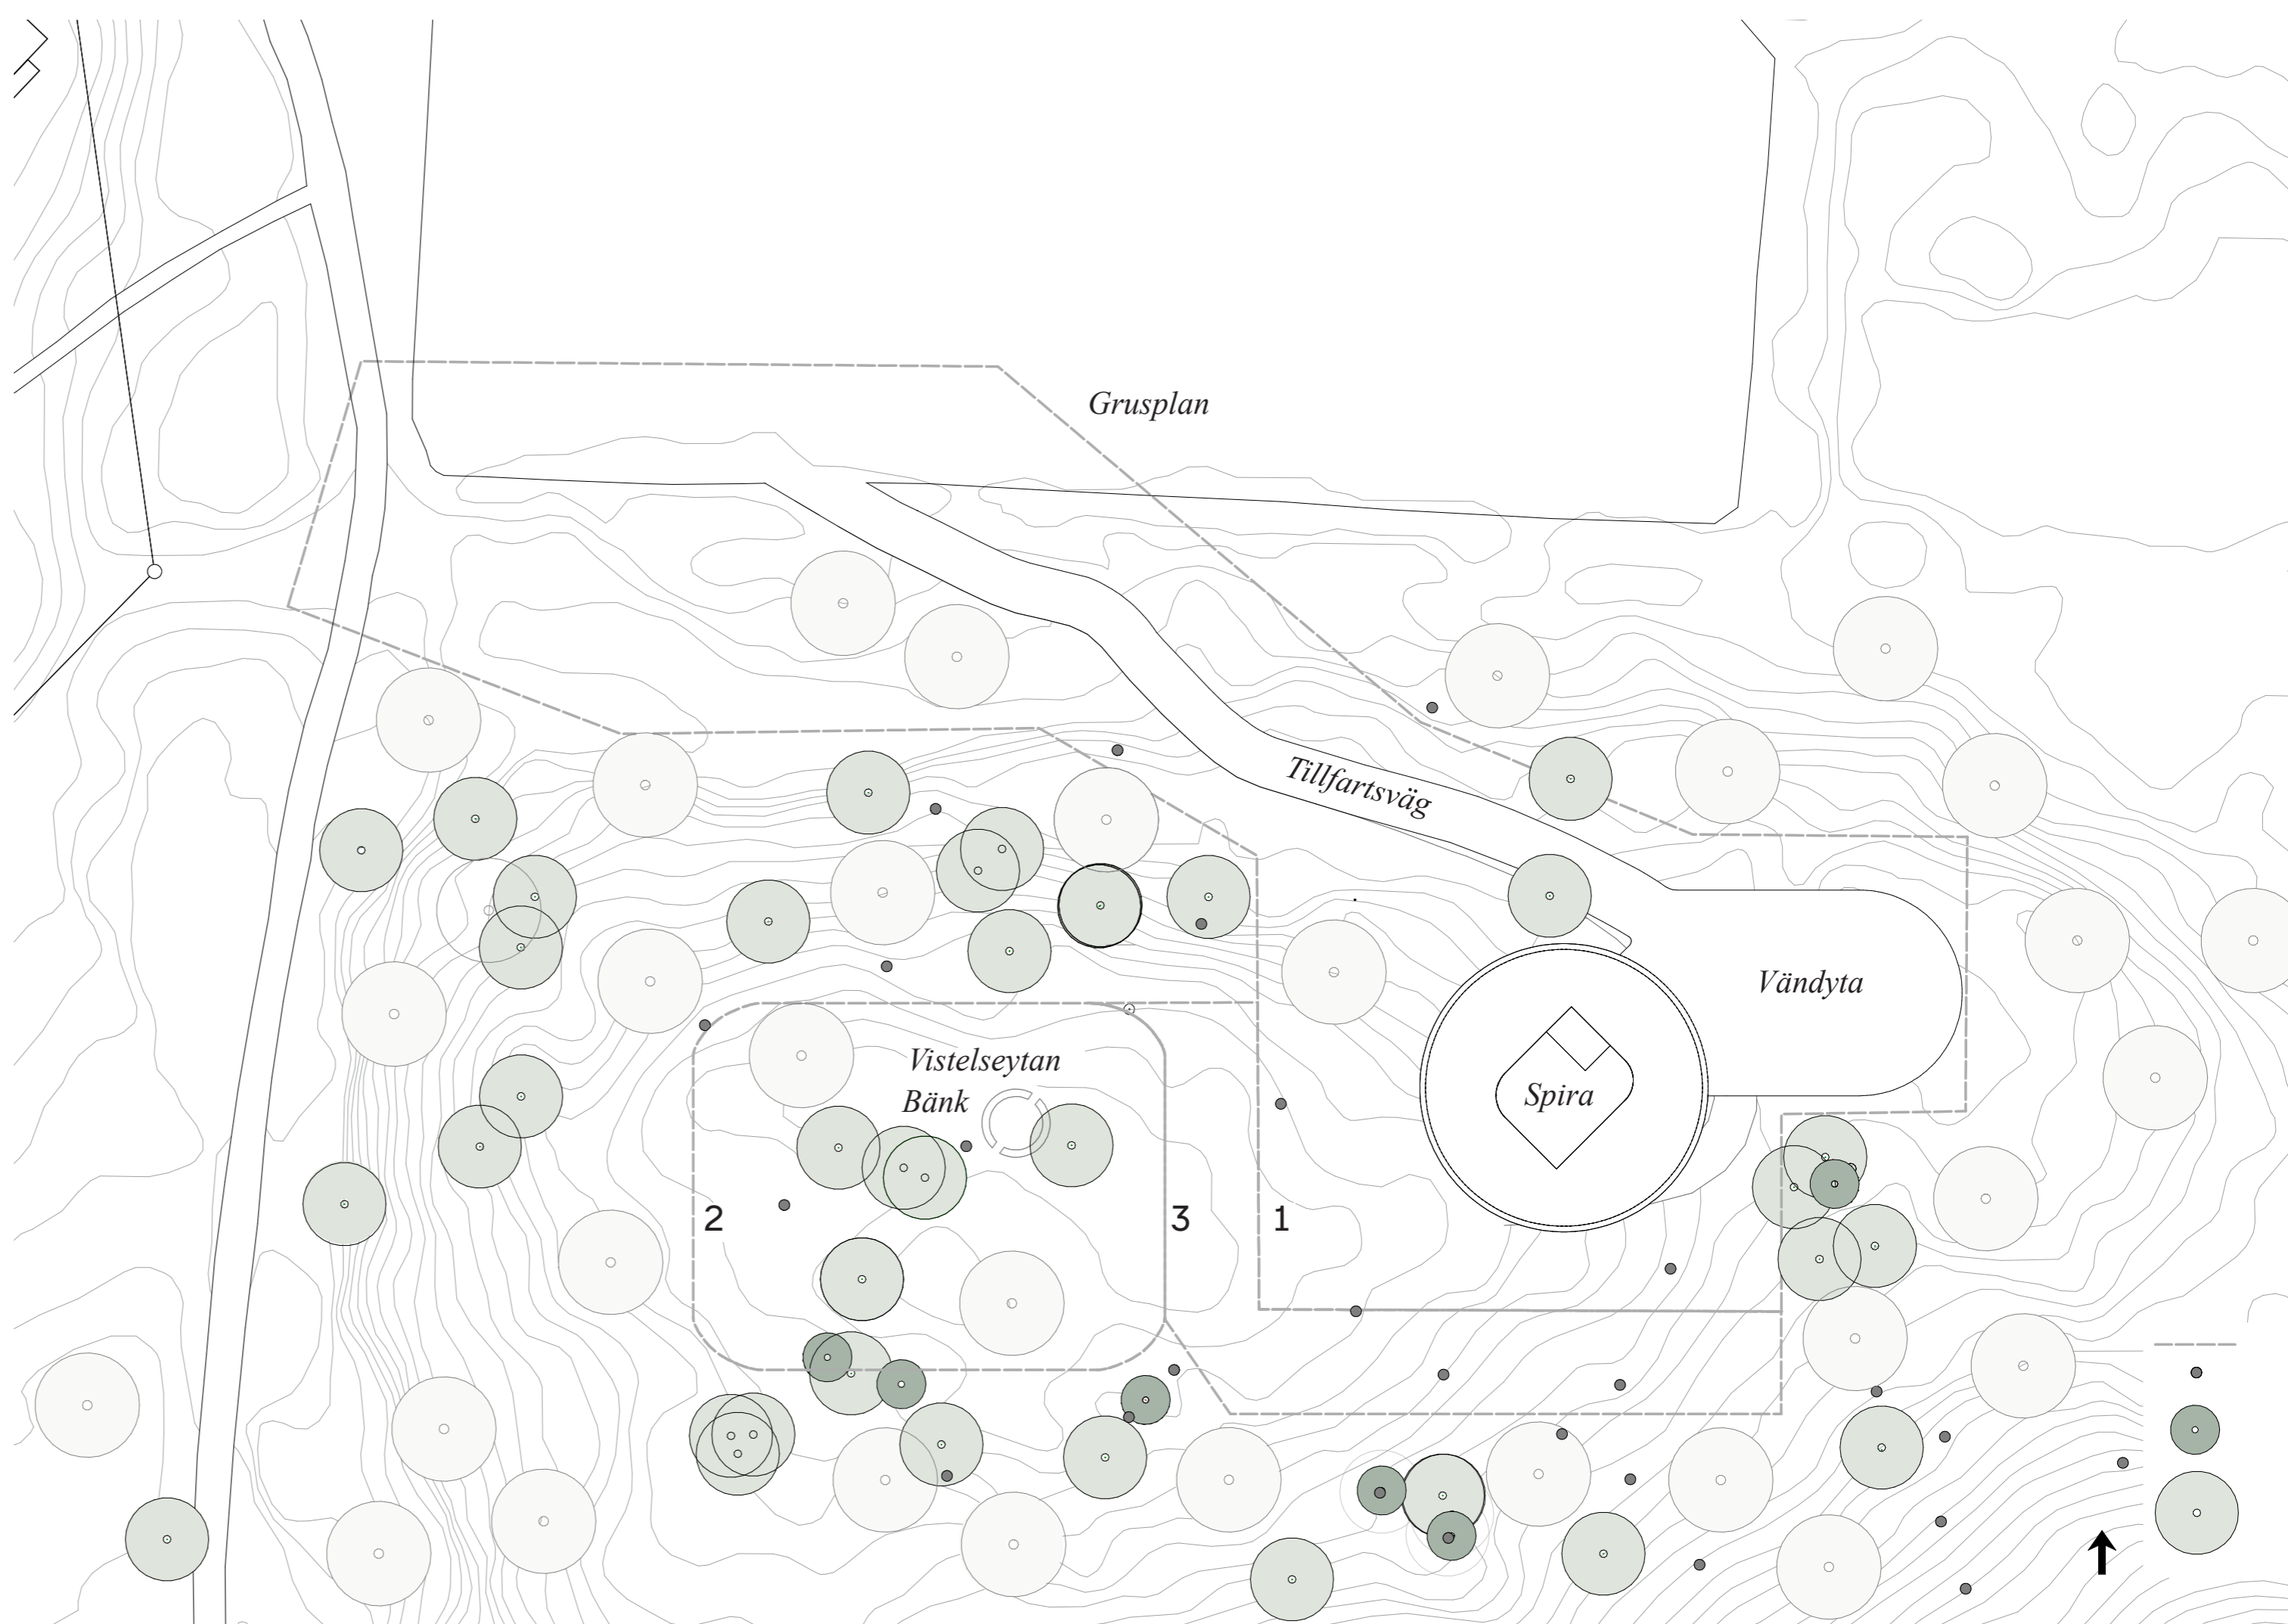 Grusplan
Tillfartsväg
Vändyta
Vistelseytan
Bänk
Spira
2
3
1